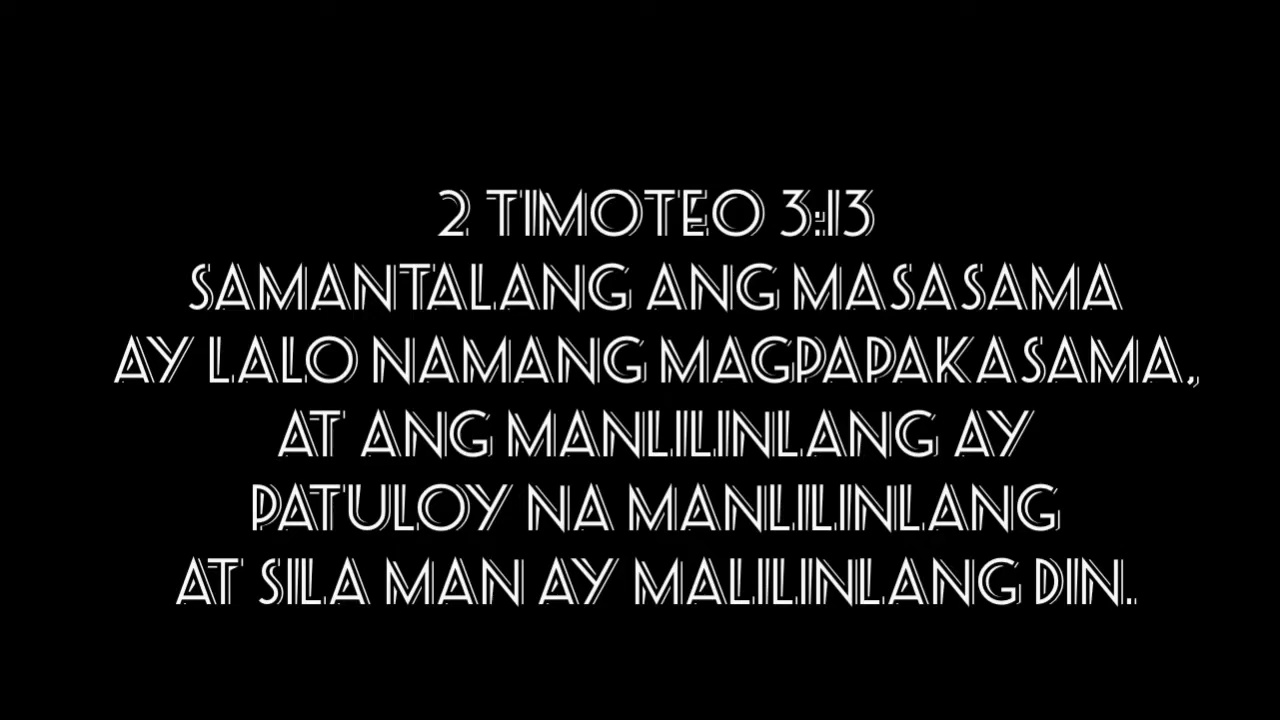 2 TIMOTEO 3:13
SAMANTALANG ANG MASASAMA
AY LALO NAMANG MAGPAPAKASAMA,
AT ANG MANLILINLANG AY
PATULOY NA MANLILINLANG
AT SILA MAN AY MALILINLANG DIN.